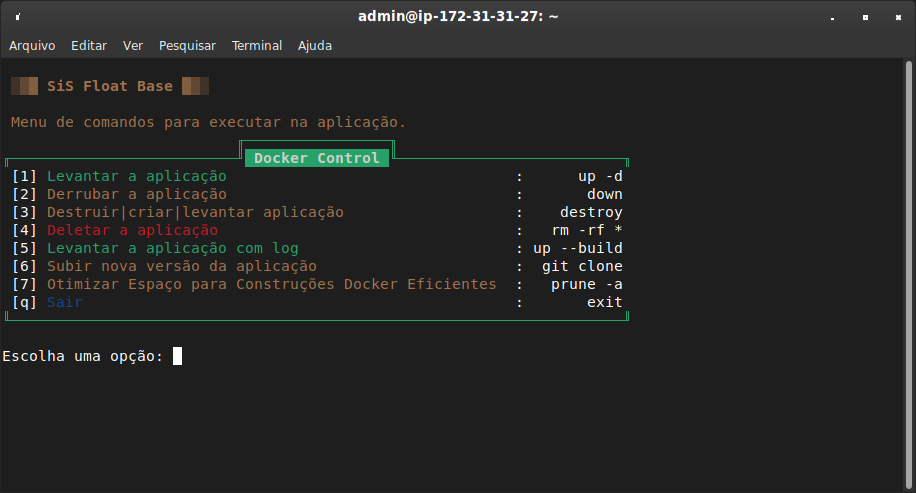 admin@ip-172-31-31-27: ~
Arquivo Editar Ver Pesquisar Terminal Ajuda
SiS Float Base
Menu de comandos para executar na aplicação.
Docker Control
[1] Levantar a aplicação : up -d
[2] Derrubar a aplicação : down
[3] Destruir|criar|levantar aplicação : destroy
[4] Deletar a aplicação : rm -rf *
[5] Levantar a aplicação com log : up --build
[6] Subir nova versão da aplicação : git clone
[7] Otimizar Espaço para Construções Docker Eficientes : prune -a
[q] Sair : exit
Escolha uma opção: